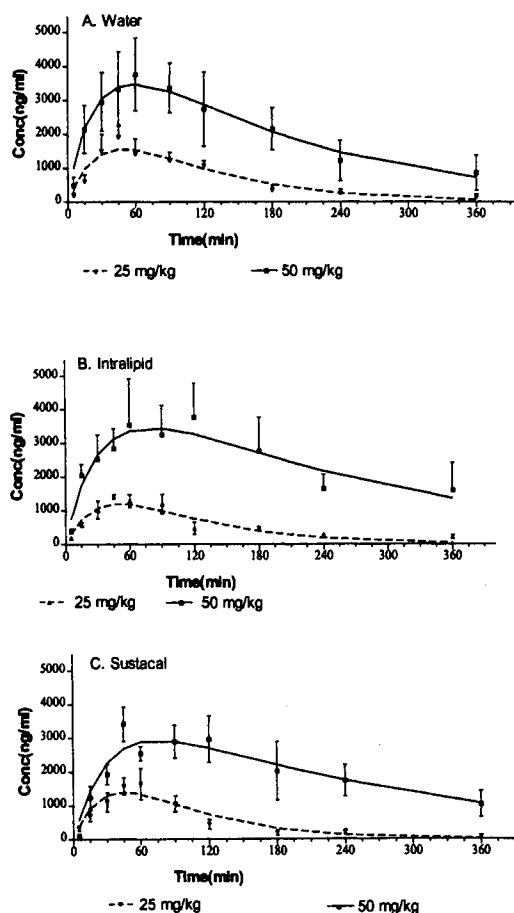 A. Water
Conc(ng/ml)
5000
4000
3000
2000
1000
0
0 60 120 180 240 300 360
Time(min)
25 mg/kg 50 mg/kg
B. Intralipid
Conc(ng/ml)
5000
4000
3000
2000
1000
0
0 60 120 180 240 300 360
Time(min)
25 mg/kg 50 mg/kg
C. Sustacal
Conc(ng/ml)
5000
4000
3000
2000
1000
0
0 60 120 180 240 300 360
Time(min)
25 mg/kg 50 mg/kg